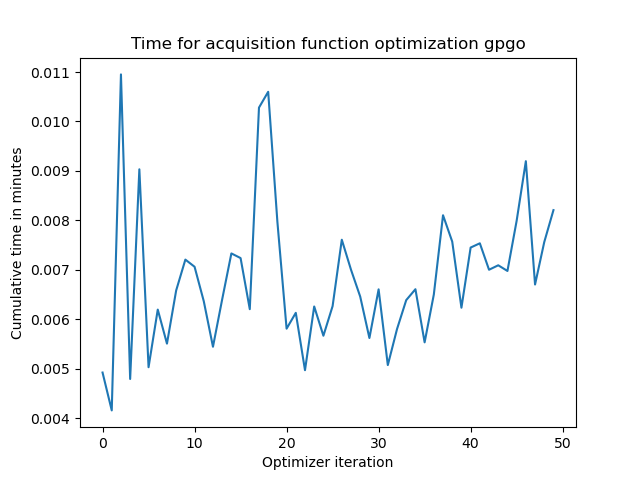 Time for acquisition function optimization gpgo
0.011
0.010
0.009
0.008
0.007
0.006
0.005
0.004
Cumulative time in minutes
0 10 20 30 40 50
Optimizer iteration